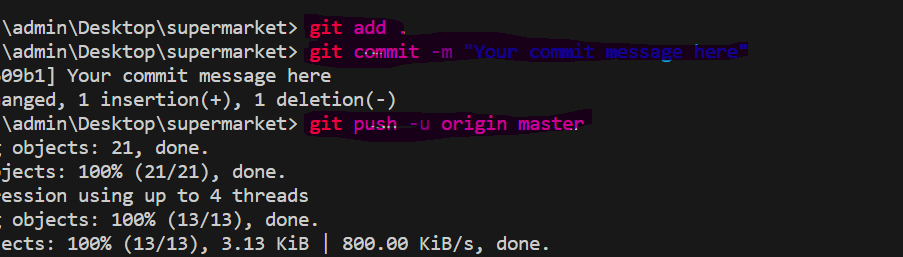 \admin\Desktop\supermarket> git add .
\admin\Desktop\supermarket> git commit -m "Your commit message here"
09b1] Your commit message here
anged, 1 insertion(+), 1 deletion(-)
\admin\Desktop\supermarket> git push -u origin master
g objects: 21, done.
jects: 100% (21/21), done.
ession using up to 4 threads
g objects: 100% (13/13), done.
ects: 100% (13/13), 3.13 KiB | 800.00 KiB/s, done.